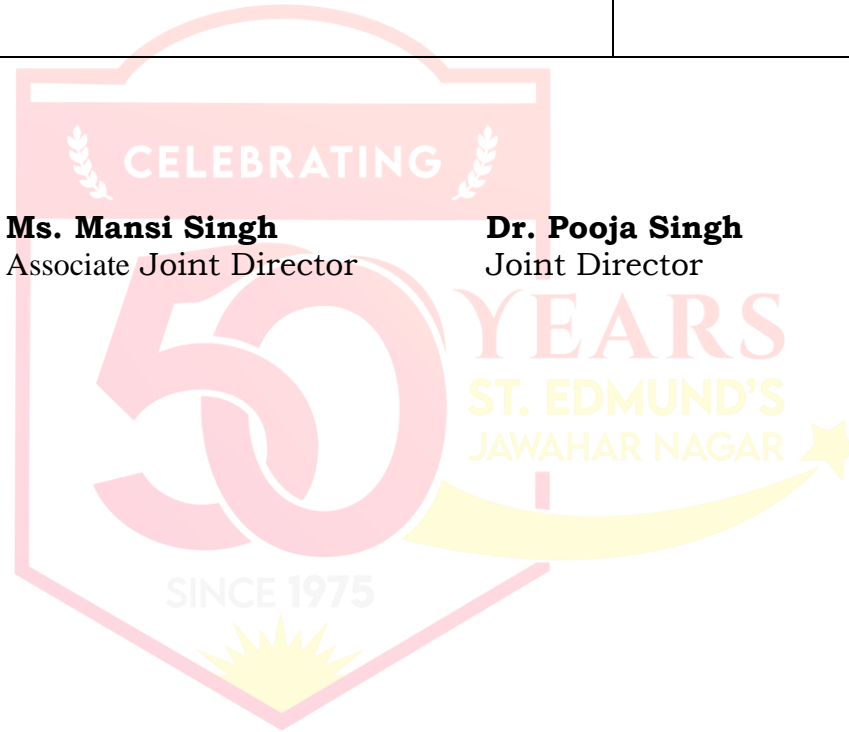 CELEBRATING
Ms. Mansi Singh Dr. Pooja Singh
Associate Joint Director Joint Director
50 YEARS
ST. EDMUND'S
JAWAHAR NAGAR
SINCE 1975